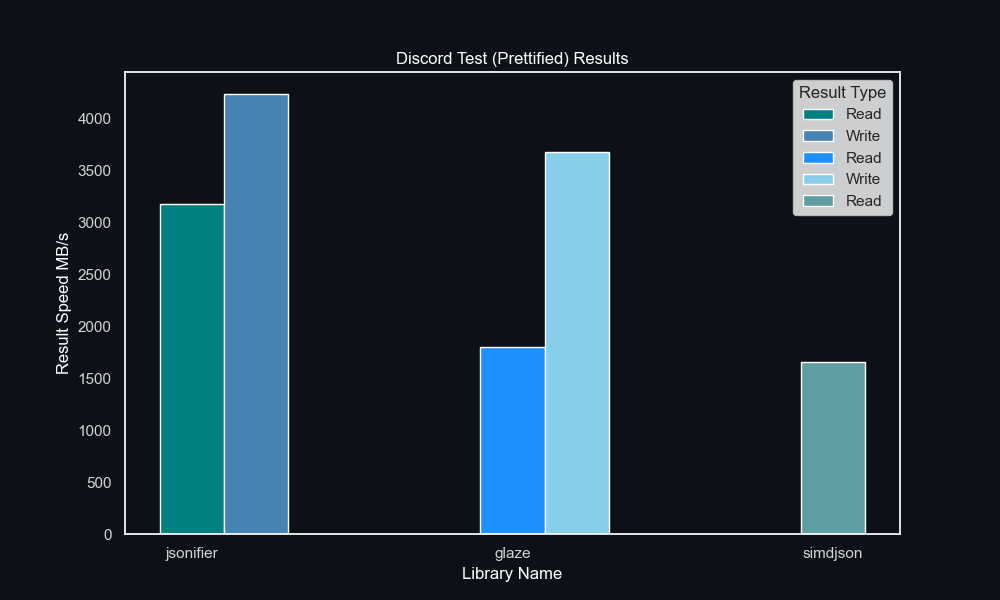 Discord Test (Prettified) Results
Result Type
Read
Write
Read
Write
Read
Result Speed MB/s
4000
3500
3000
2500
2000
1500
1000
500
0
jsonifier
glaze
simdjson
Library Name